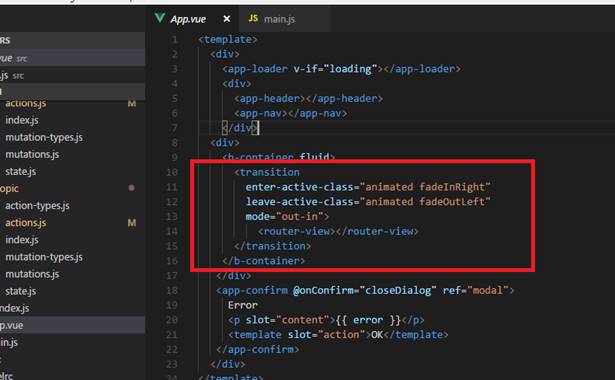 RS
vue src
.js src
actions.js M
index.js
mutation-types.js
mutations.js
state.js
opic
action-types.js
actions.js M
index.js
mutations.js
state.js
ndex.js
pp.vue
in.js
elrc
App.vue × JS main.js
1 <template>
2 <div>
3 <app-loader v-if="loading"></app-loader>
4 <div>
5 <app-header></app-header>
6 <app-nav></app-nav>
7 </div>
8 <div>
9 <b-container fluid>
10 <transition
11 enter-active-class="animated fadeInRight"
12 leave-active-class="animated fadeOutLeft"
13 mode="out-in">
14 <router-view></router-view>
15 </transition>
16 </b-container>
17 </div>
18 <app-confirm @onConfirm="closeDialog" ref="modal">
19 Error
20 <p slot="content">{{ error }}</p>
21 <template slot="action">OK</template>
22 </app-confirm>
23 </div>
24 </template>